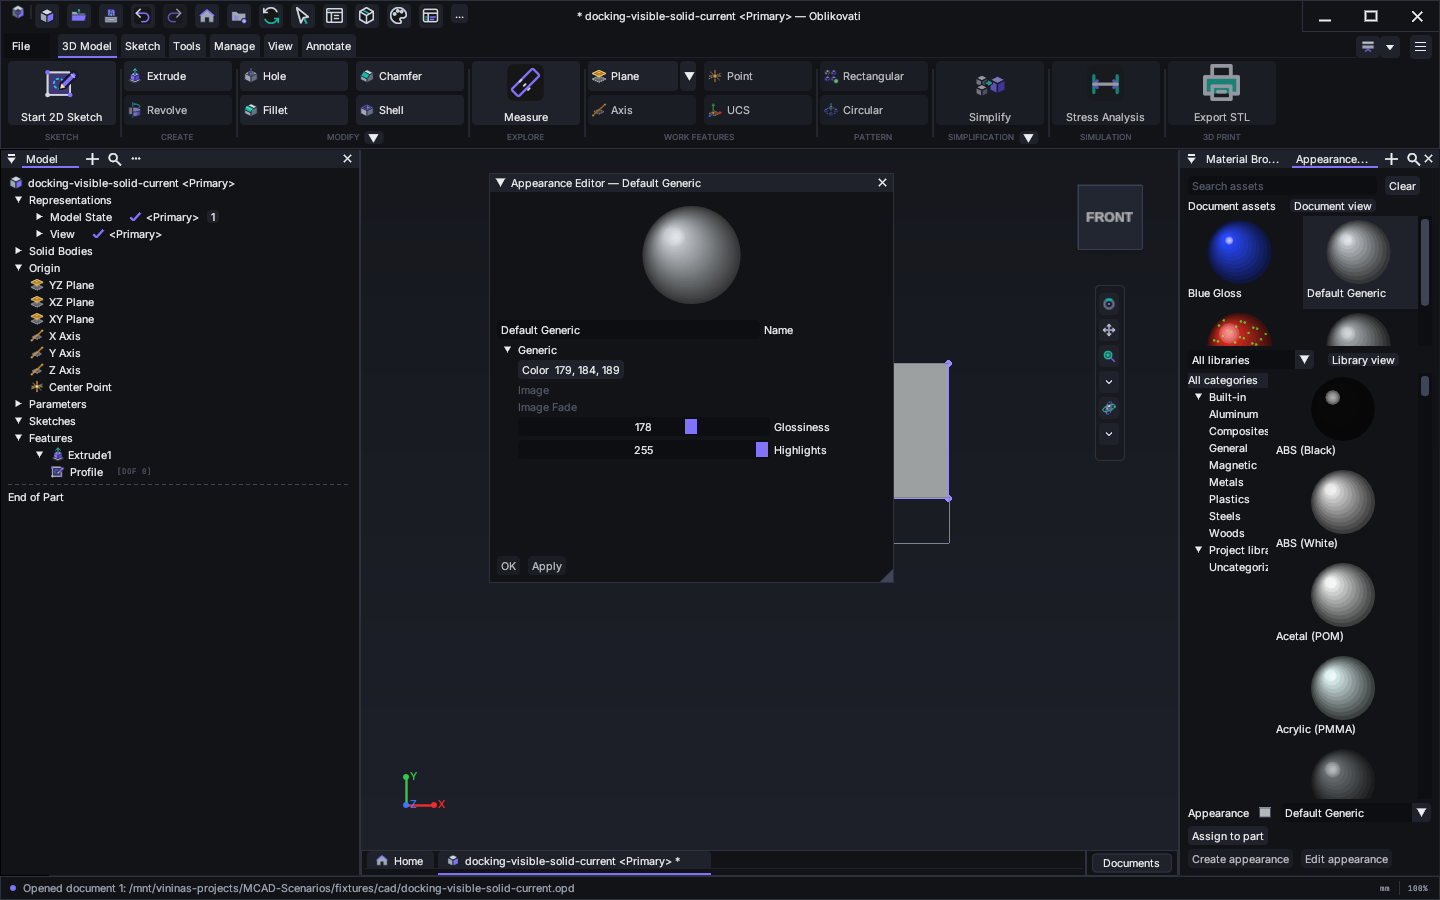 * docking-visible-solid-current <Primary> — Oblikovati
File
3D Model
Sketch
Tools
Manage
View
Annotate
Start 2D Sketch
SKETCH
Extrude
Revolve
CREATE
Hole
Fillet
Chamfer
Shell
MODIFY
Measure
EXPLORE
Plane
Axis
Point
UCS
WORK FEATURES
Rectangular
Circular
PATTERN
Simplify
SIMPLIFICATION
Stress Analysis
SIMULATION
Export STL
3D PRINT
Model
docking-visible-solid-current <Primary>
Representations
Model State <Primary> 1
View <Primary>
Solid Bodies
Origin
YZ Plane
XZ Plane
XY Plane
X Axis
Y Axis
Z Axis
Center Point
Parameters
Sketches
Features
Extrude1
Profile [DOF 0]
End of Part
Appearance Editor — Default Generic
Default Generic Name
Generic
Color 179, 184, 189
Image
Image Fade
178 Glossiness
255 Highlights
OK Apply
FRONT
Y
Z
X
Home
docking-visible-solid-current <Primary> *
Documents
Material Bro...
Appearance...
Search assets
Clear
Document assets
Document view
Blue Gloss
Default Generic
All libraries
Library view
All categories
Built-in
Aluminum
Composites
General
Magnetic
Metals
Plastics
Steels
Woods
Project libra
Uncategoriz
ABS (Black)
ABS (White)
Acetal (POM)
Acrylic (PMMA)
Appearance
Default Generic
Assign to part
Create appearance
Edit appearance
Opened document 1: /mnt/vininas-projects/MCAD-Scenarios/fixtures/cad/docking-visible-solid-current.opd
mm
100%